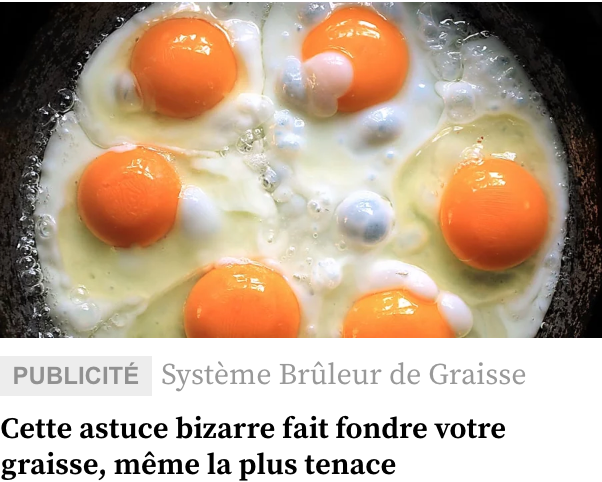 PUBLICITÉ Système Brûleur de Graisse
Cette astuce bizarre fait fondre votre
graisse, même la plus tenace